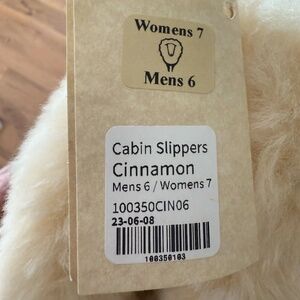 Womens 7
Mens 6
Cabin Slippers
Cinnamon
Mens 6 / Womens 7
100350CIN06
23-06-08
100350103